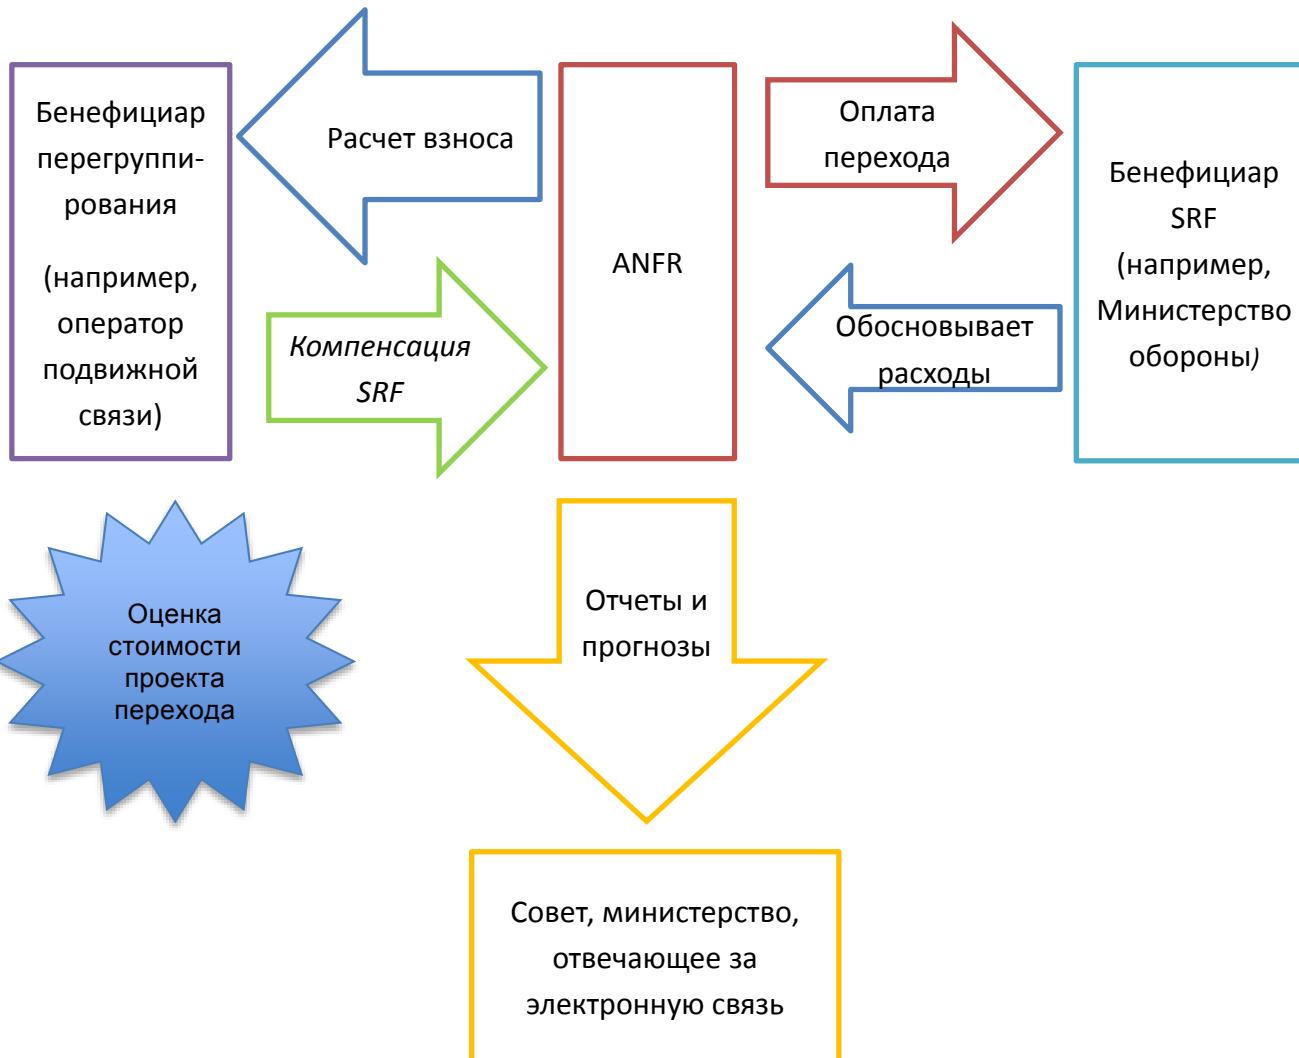 Бенефициар
перегруппи-
рования
(например,
оператор
подвижной
связи)
Расчет взноса
Компенсация
SRF
ANFR
Оплата
перехода
Обосновывает
расходы
Бенефициар
SRF
(например,
Министерство
обороны)
Оценка
стоимости
проекта
перехода
Отчеты и
прогнозы
Совет, министерство,
отвечающее за
электронную связь